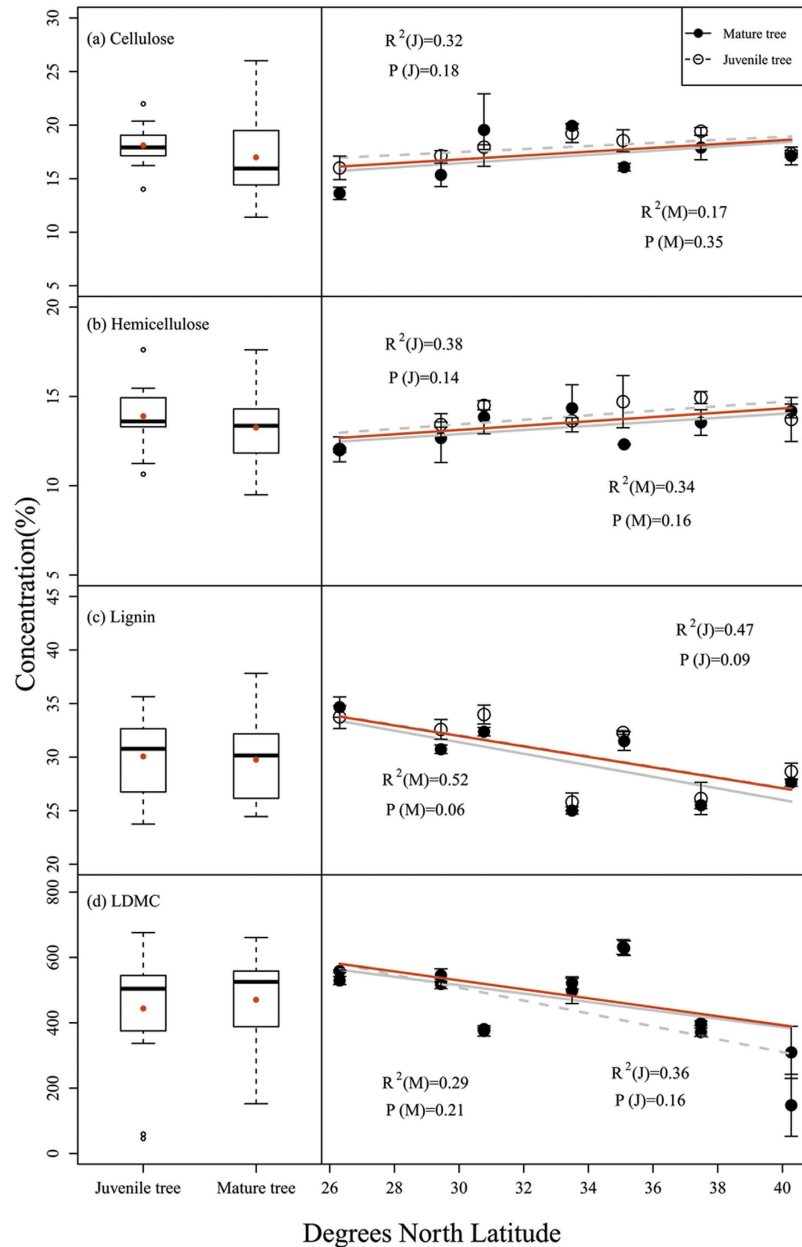 Concentration(%)
(a) Cellulose
30
25
20
15
10
5
R²(J)=0.32
P (J)=0.18
Mature tree
Juvenile tree
R²(M)=0.17
P (M)=0.35
(b) Hemicellulose
20
15
10
5
R²(J)=0.38
P (J)=0.14
R²(M)=0.34
P (M)=0.16
(c) Lignin
45
40
35
30
25
20
R²(J)=0.47
P (J)=0.09
R²(M)=0.52
P (M)=0.06
(d) LDMC
800
600
400
200
0
R²(M)=0.29
P (M)=0.21
R²(J)=0.36
P (J)=0.16
Juvenile tree Mature tree
26 28 30 32 34 36 38 40
Degrees North Latitude